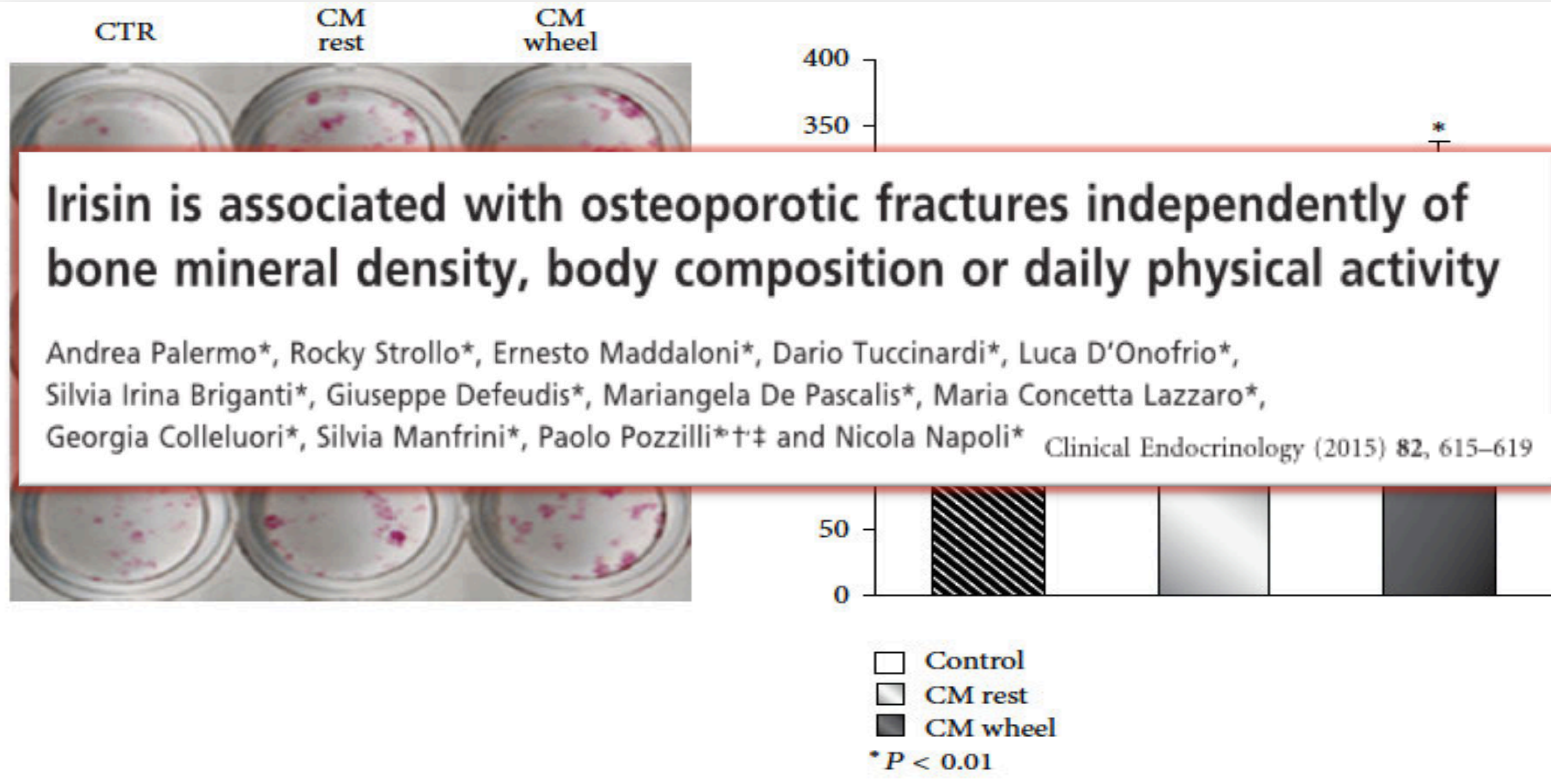 CTR
CM
rest
CM
wheel
400
350
*
Irisin is associated with osteoporotic fractures independently of
bone mineral density, body composition or daily physical activity
Andrea Palermo*, Rocky Strollo*, Ernesto Maddaloni*, Dario Tuccinardi*, Luca D'Onofrio*,
Silvia Irina Briganti*, Giuseppe Defeudis*, Mariangela De Pascalis*, Maria Concetta Lazzaro*,
Georgia Colleluori*, Silvia Manfrini*, Paolo Pozzilli*†'‡ and Nicola Napoli* Clinical Endocrinology (2015) 82, 615–619
50
0
Control
CM rest
CM wheel
* P < 0.01